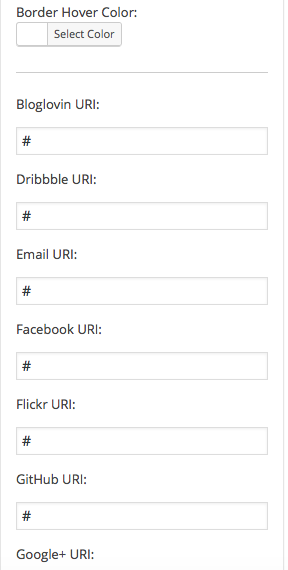 Border Hover Color:
Select Color
Bloglovin URI:
#
Dribbble URI:
#
Email URI:
#
Facebook URI:
#
Flickr URI:
#
GitHub URI:
#
Google+ URI: